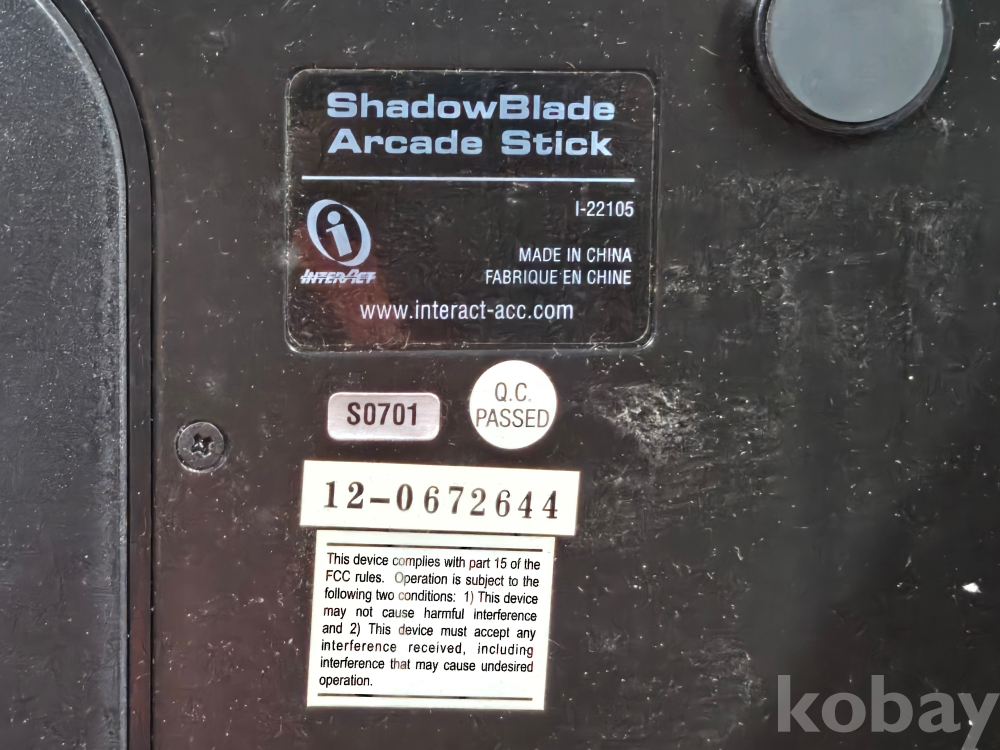 ShadowBlade
Arcade Stick
I-22105
i
INTERACT
MADE IN CHINA
FABRIQUE EN CHINE
www.interact-acc.com
S0701
Q.C.
PASSED
12-0672644
This device complies with part 15 of the
FCC rules. Operation is subject to the
following two conditions: 1) This device
may not cause harmful interference
and 2) This device must accept any
interference received, including
interference that may cause undesired
operation.
kobay